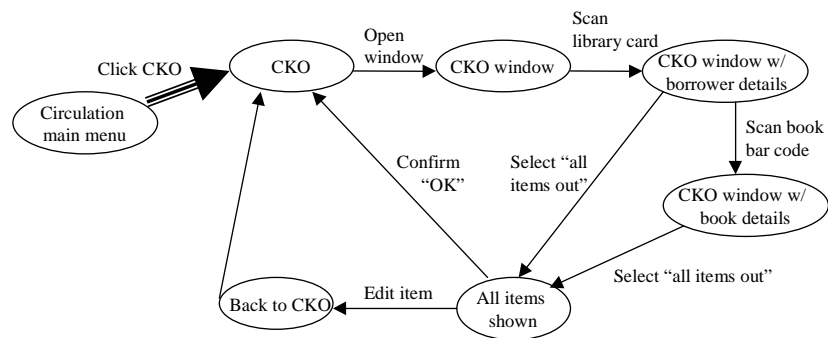 Click CKO
Circulation
main menu
CKO
Open
window
CKO window
Scan
library card
CKO window w/
borrower details
Scan book
bar code
CKO window w/
book details
Confirm
“OK”
Select “all
items out”
Select “all items out”
All items
shown
Edit item
Back to CKO